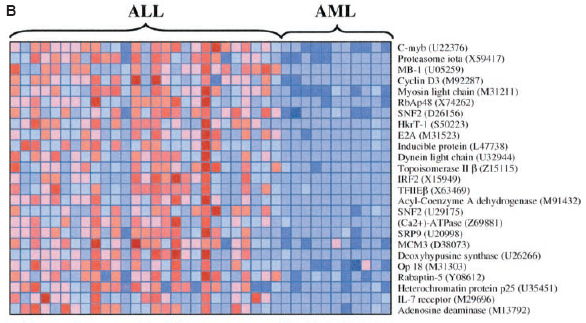 B
ALL AML
C-myb (U22376)
Proteasome iota (X59417)
MB-1 (U05259)
Cyclin D3 (M92287)
Myosin light chain (M31211)
RbAp48 (X74262)
SNF2 (D26156)
HkrT-1 (S50223)
E2A (M31523)
Inducible protein (L47738)
Dynein light chain (U32944)
Topoisomerase II β (Z15115)
IRF2 (X15949)
TFIIEβ (X63469)
Acyl-Coenzyme A dehydrogenase (M91432)
SNF2 (U29175)
(Ca2+)-ATPase (Z69881)
SRP9 (U20998)
MCM3 (D38073)
Deoxyhypusine synthase (U26266)
Op 18 (M31303)
Rabaptin-5 (Y08612)
Heterochromatin protein p25 (U35451)
IL-7 receptor (M29696)
Adenosine deaminase (M13792)